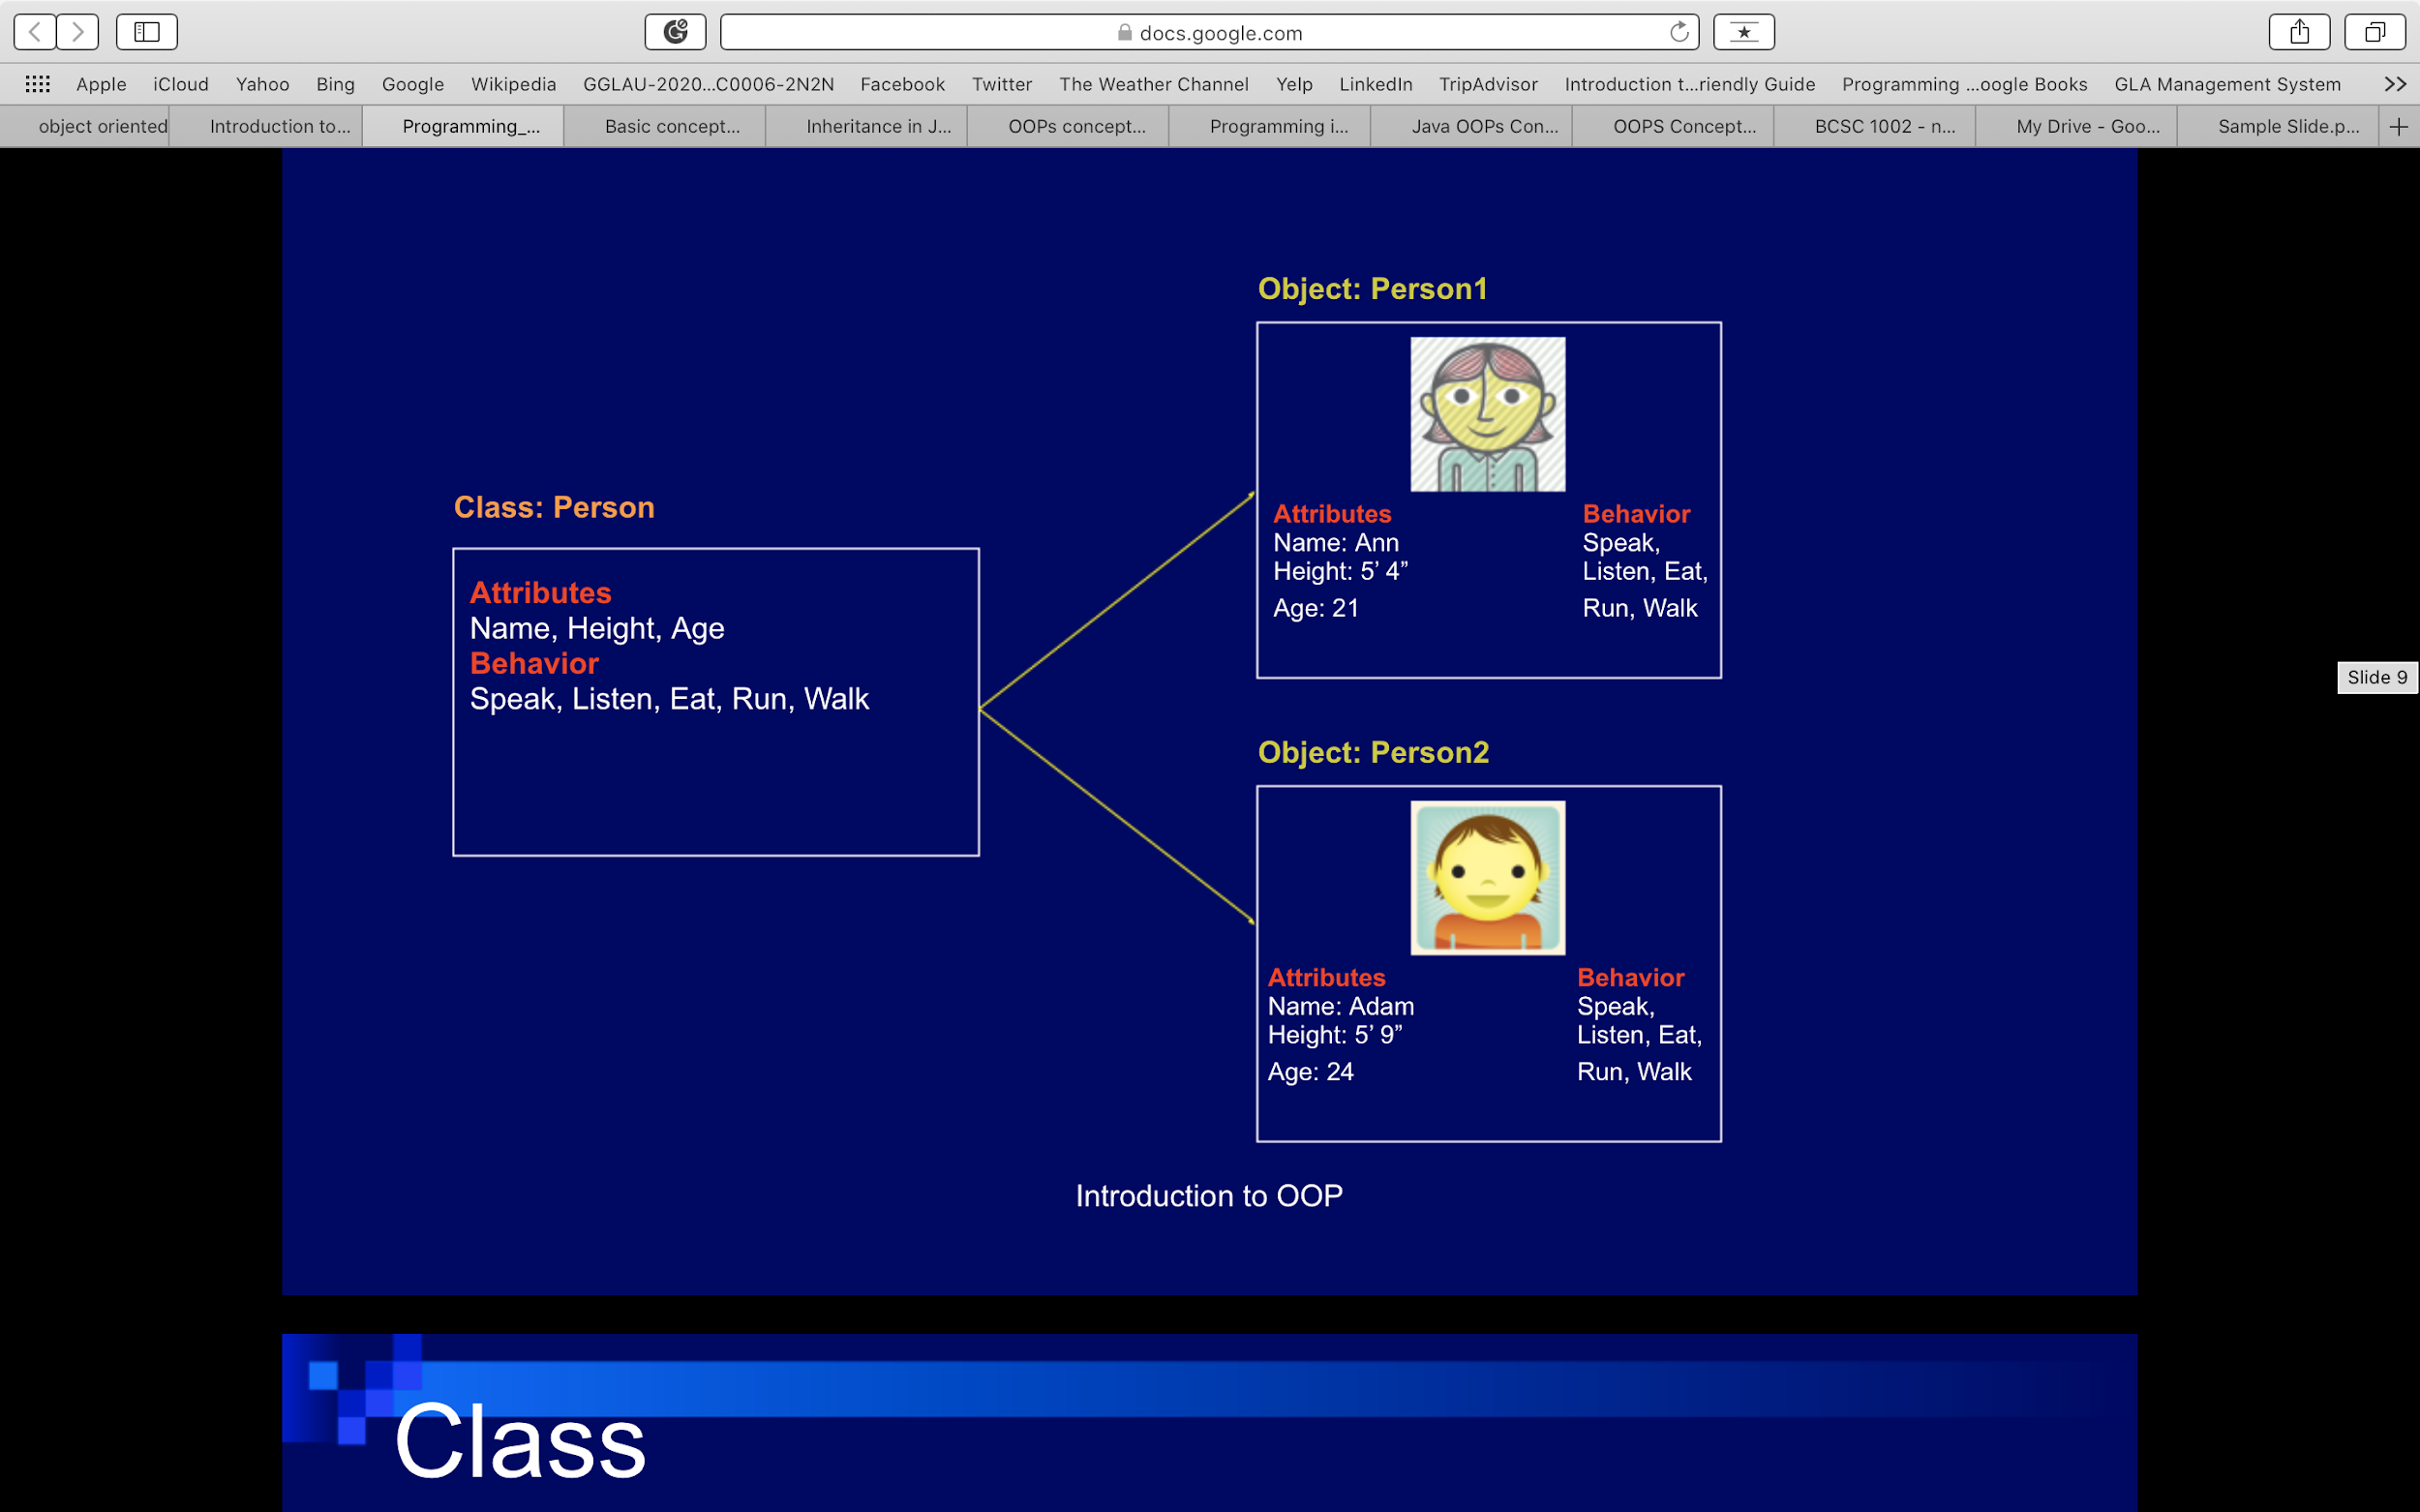 docs.google.com
Apple iCloud Yahoo Bing Google Wikipedia GGLAU-2020...C0006-2N2N Facebook Twitter The Weather Channel Yelp LinkedIn TripAdvisor Introduction t...riendly Guide Programming ...oogle Books GLA Management System
object oriented Introduction to... Programming_... Basic concept... Inheritance in J... OOPs concept... Programming i... Java OOPs Con... OOPS Concept... BCSC 1002 - n... My Drive - Goo... Sample Slide.p...
Class: Person
Attributes
Name, Height, Age
Behavior
Speak, Listen, Eat, Run, Walk
Object: Person1
Attributes
Name: Ann
Height: 5’ 4”
Age: 21
Behavior
Speak,
Listen, Eat,
Run, Walk
Slide 9
Object: Person2
Attributes
Name: Adam
Height: 5’ 9”
Age: 24
Behavior
Speak,
Listen, Eat,
Run, Walk
Introduction to OOP
Class